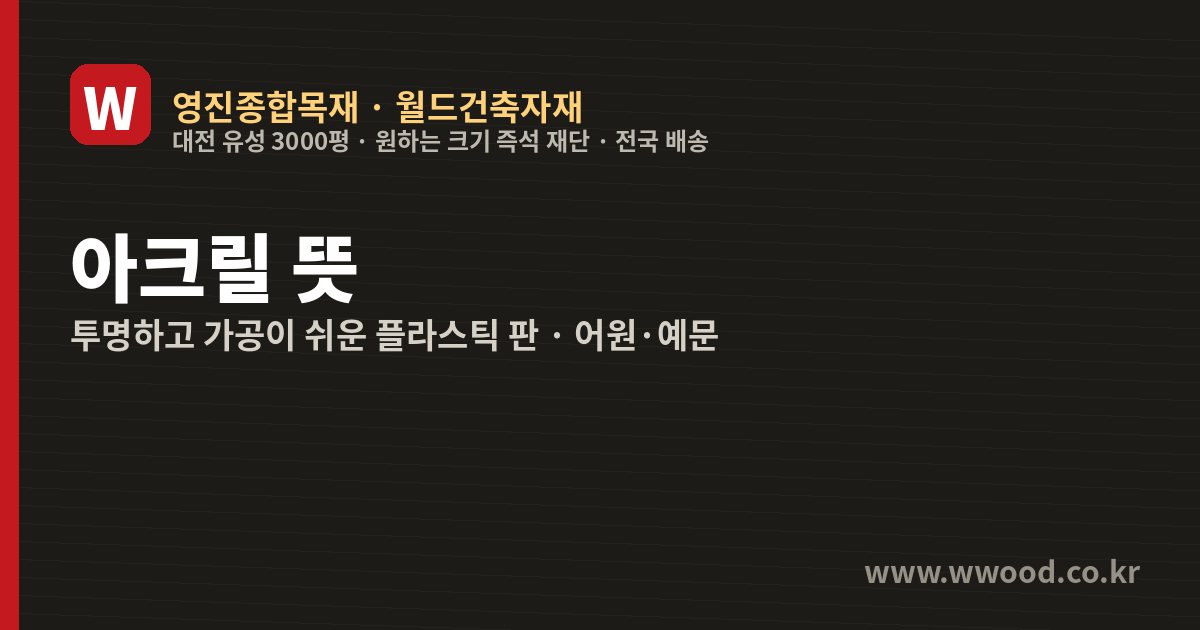 W
영진종합목재 · 월드건축자재
대전 유성 3000평 · 원하는 크기 즉석 재단 · 전국 배송
아크릴 뜻
투명하고 가공이 쉬운 플라스틱 판 · 어원·예문
www.wwood.co.kr